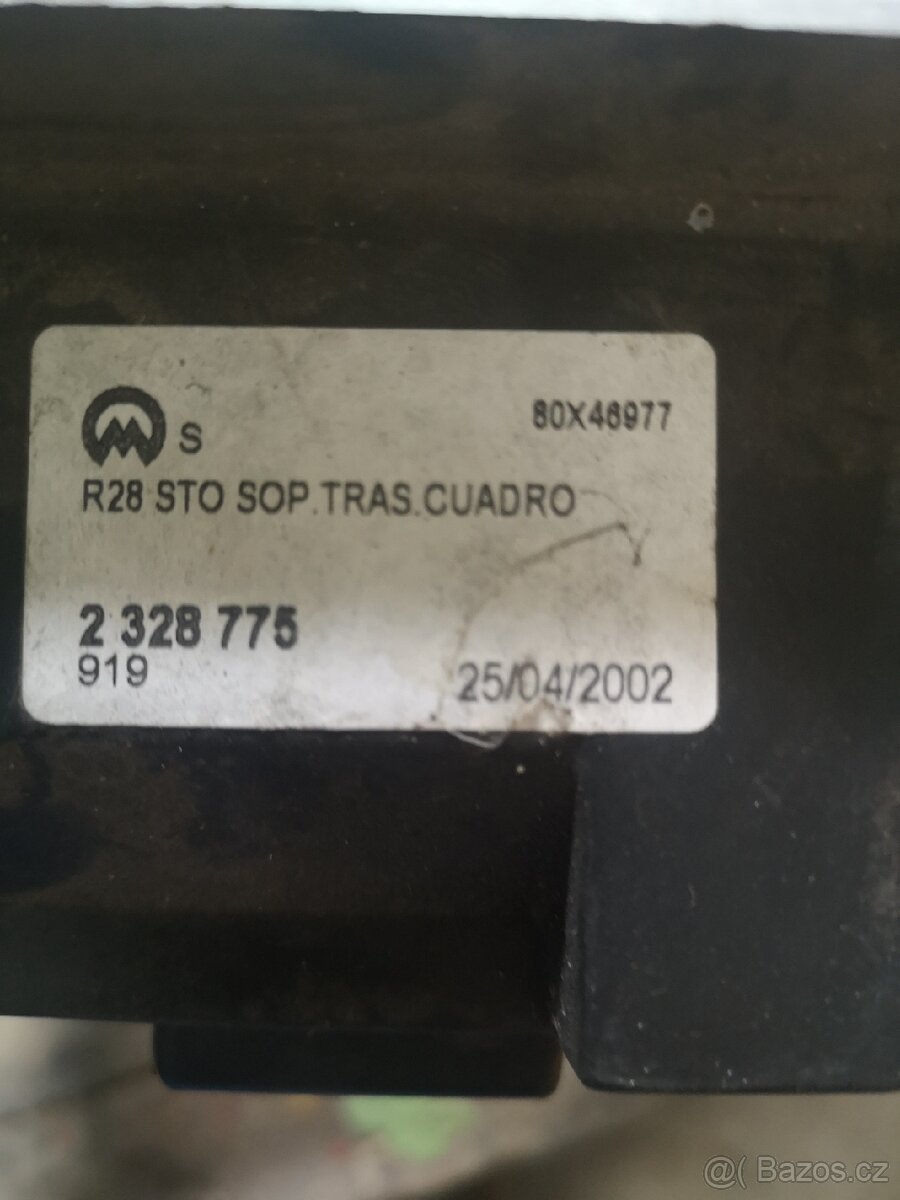 S
80X46977
R28 STO SOP.TRAS.CUADRO
2 328 775
919
25/04/2002
@( Bazos.cz